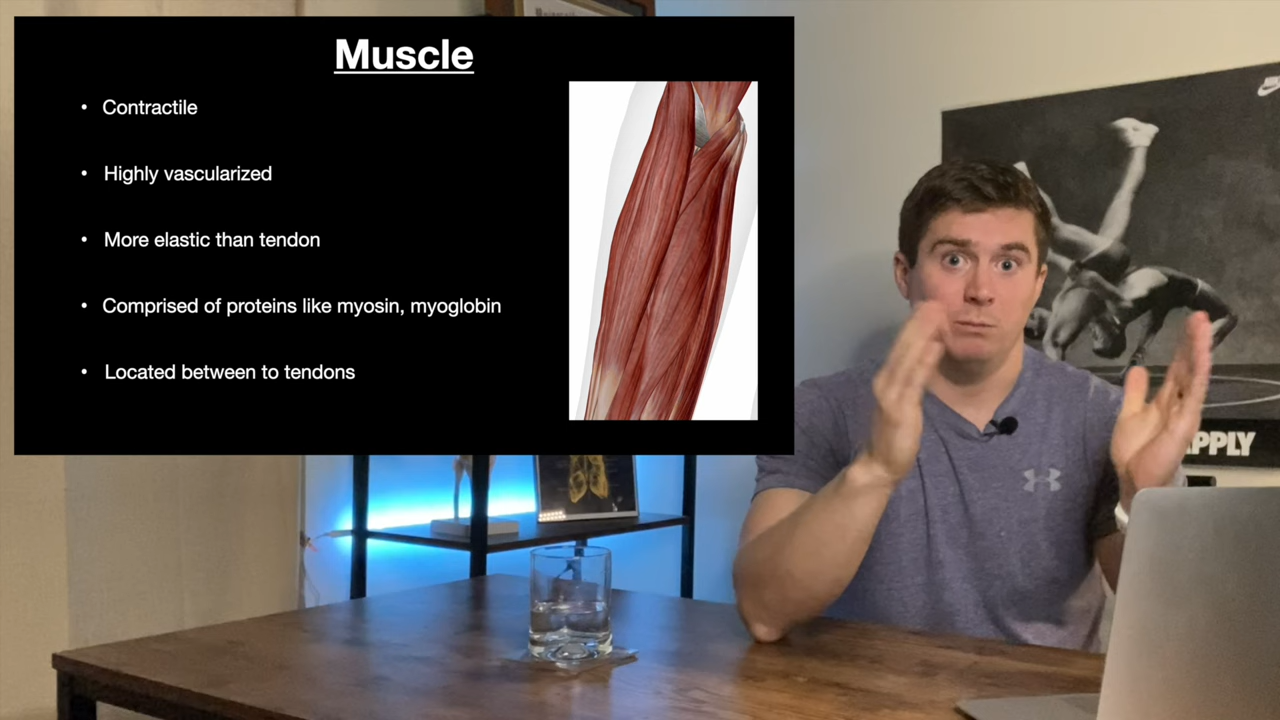 Muscle
• Contractile
• Highly vascularized
• More elastic than tendon
• Comprised of proteins like myosin, myoglobin
• Located between to tendons
PPLY